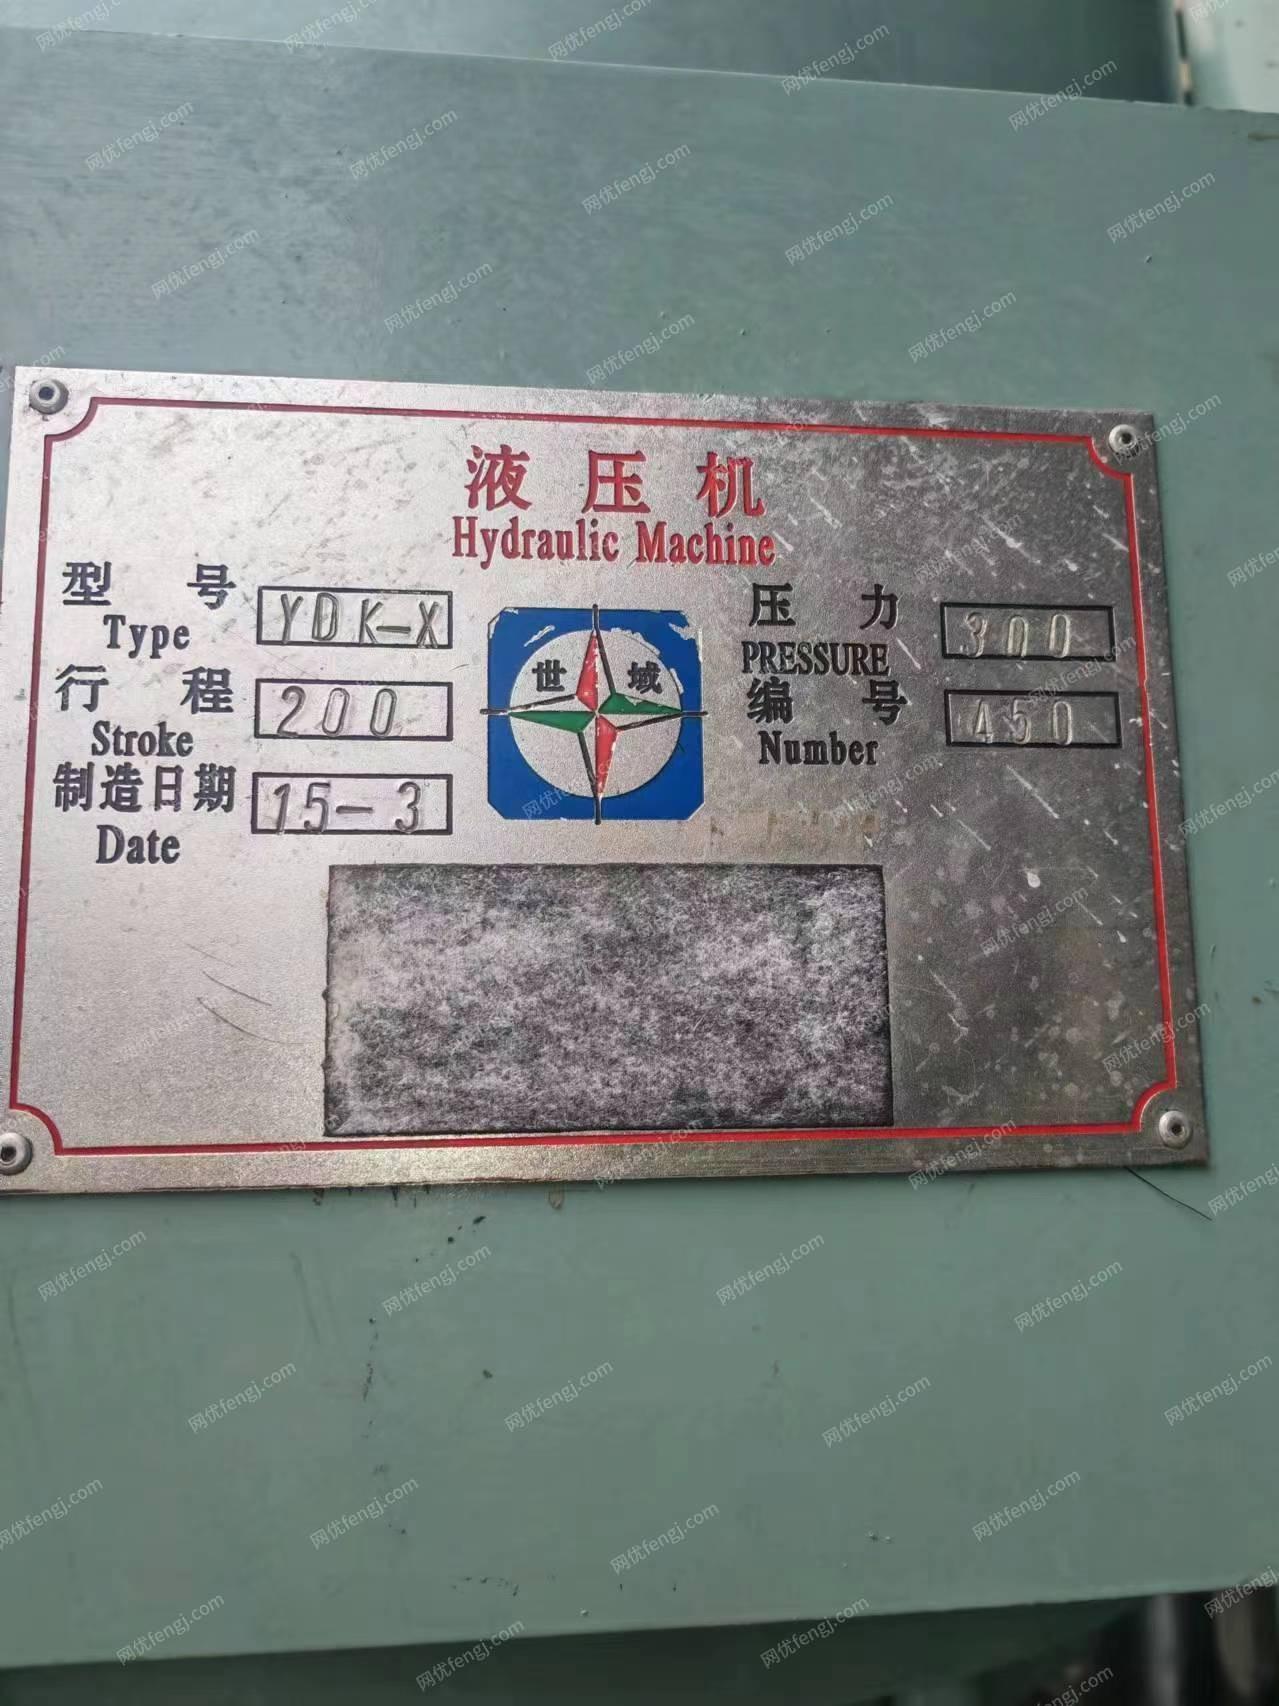 液压机
Hydraulic Machine
型号 YDK-X
Type
行程 200
Stroke
制造日期 15-3
Date
世域
压力 300
PRESSURE
编号 450
Number
网优fengj.com